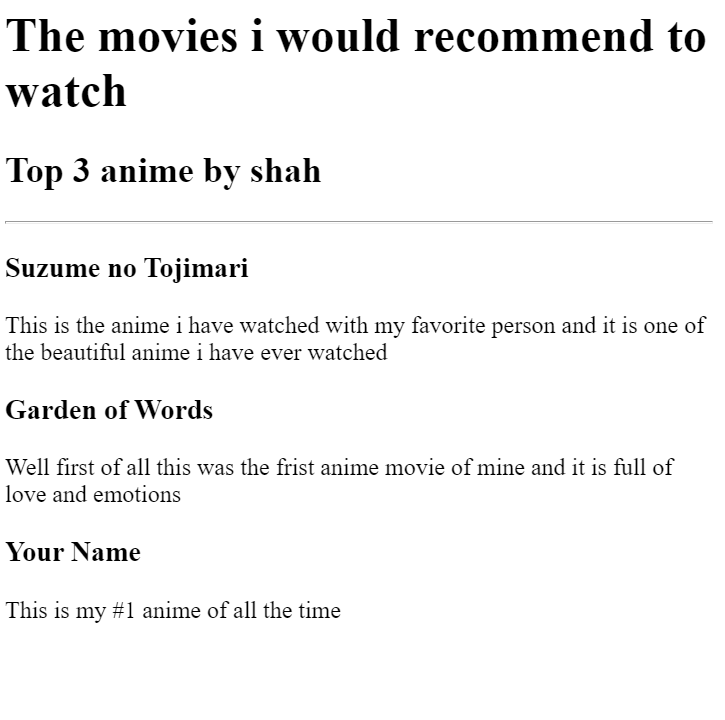 The movies i would recommend to
watch
Top 3 anime by shah
Suzume no Tojimari
This is the anime i have watched with my favorite person and it is one of
the beautiful anime i have ever watched
Garden of Words
Well first of all this was the frist anime movie of mine and it is full of
love and emotions
Your Name
This is my #1 anime of all the time